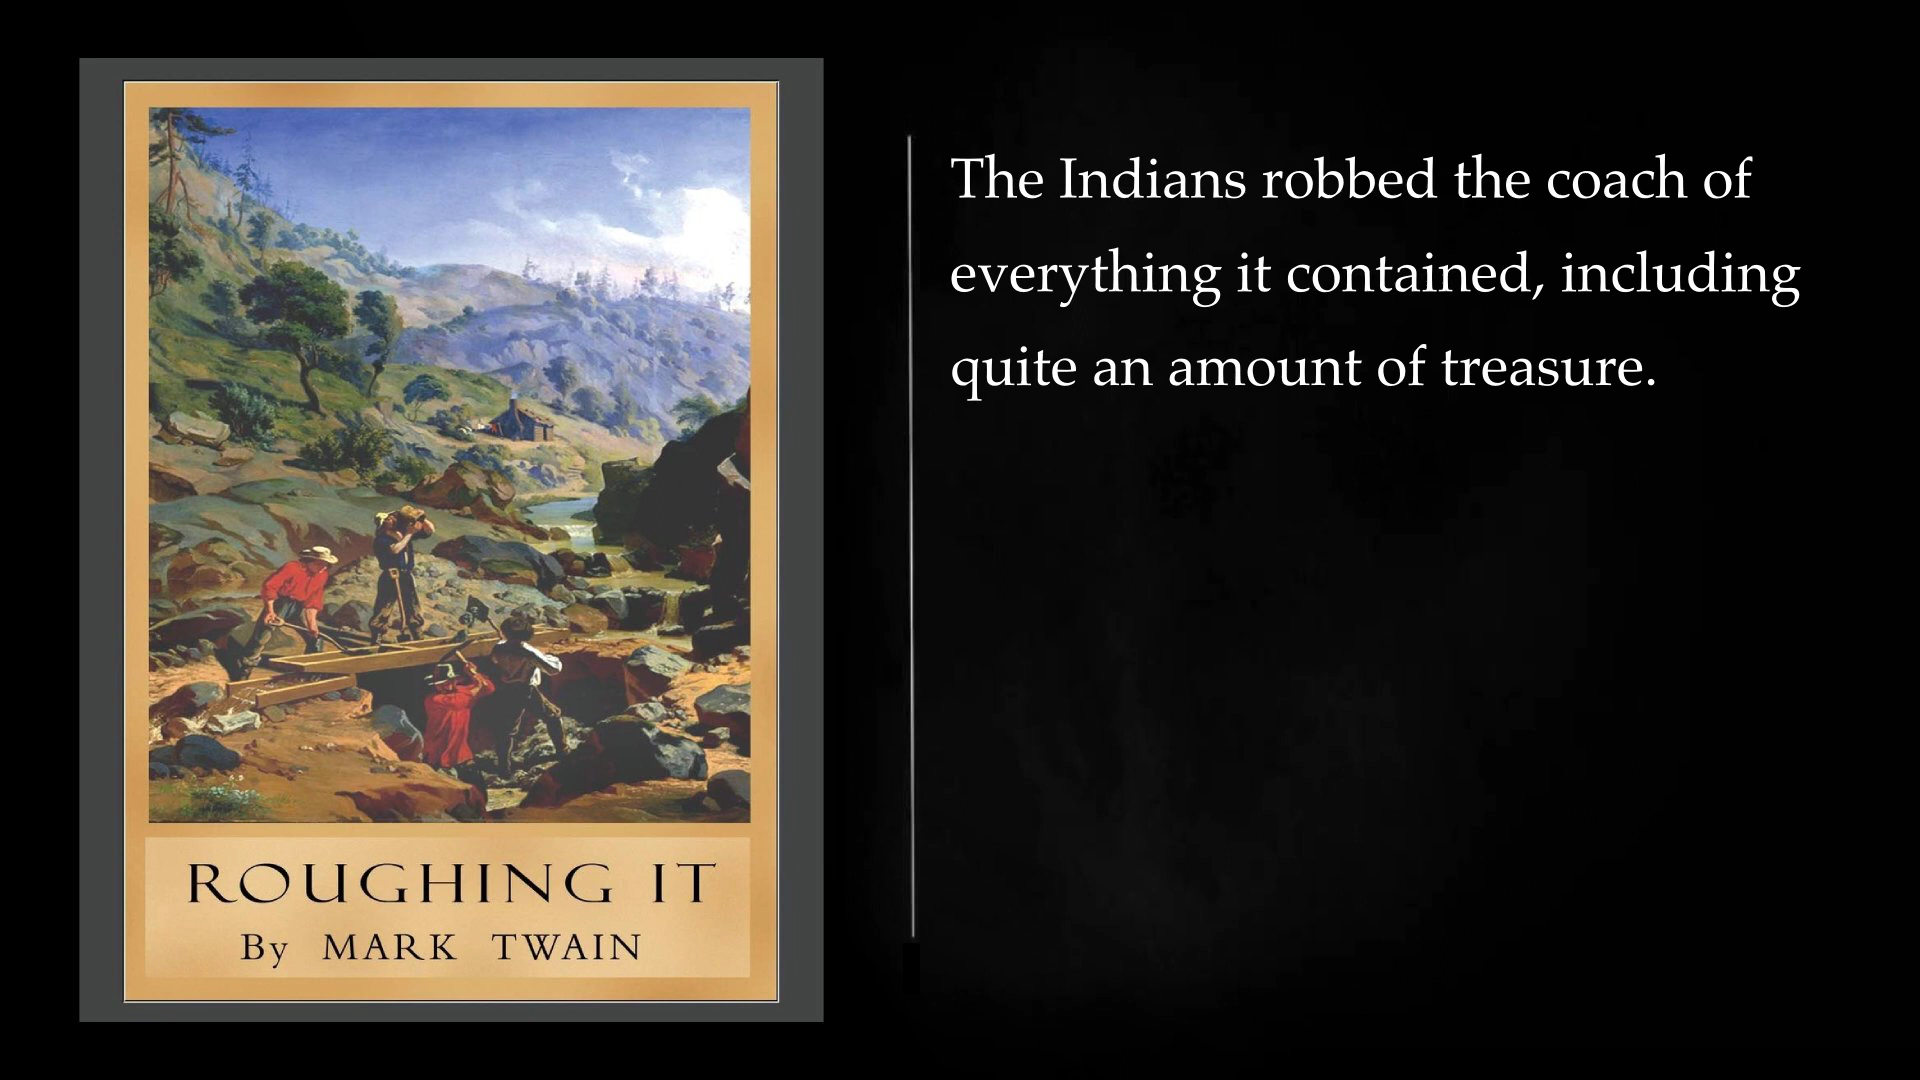 ROUGHING IT
By MARK TWAIN
The Indians robbed the coach of
everything it contained, including
quite an amount of treasure.